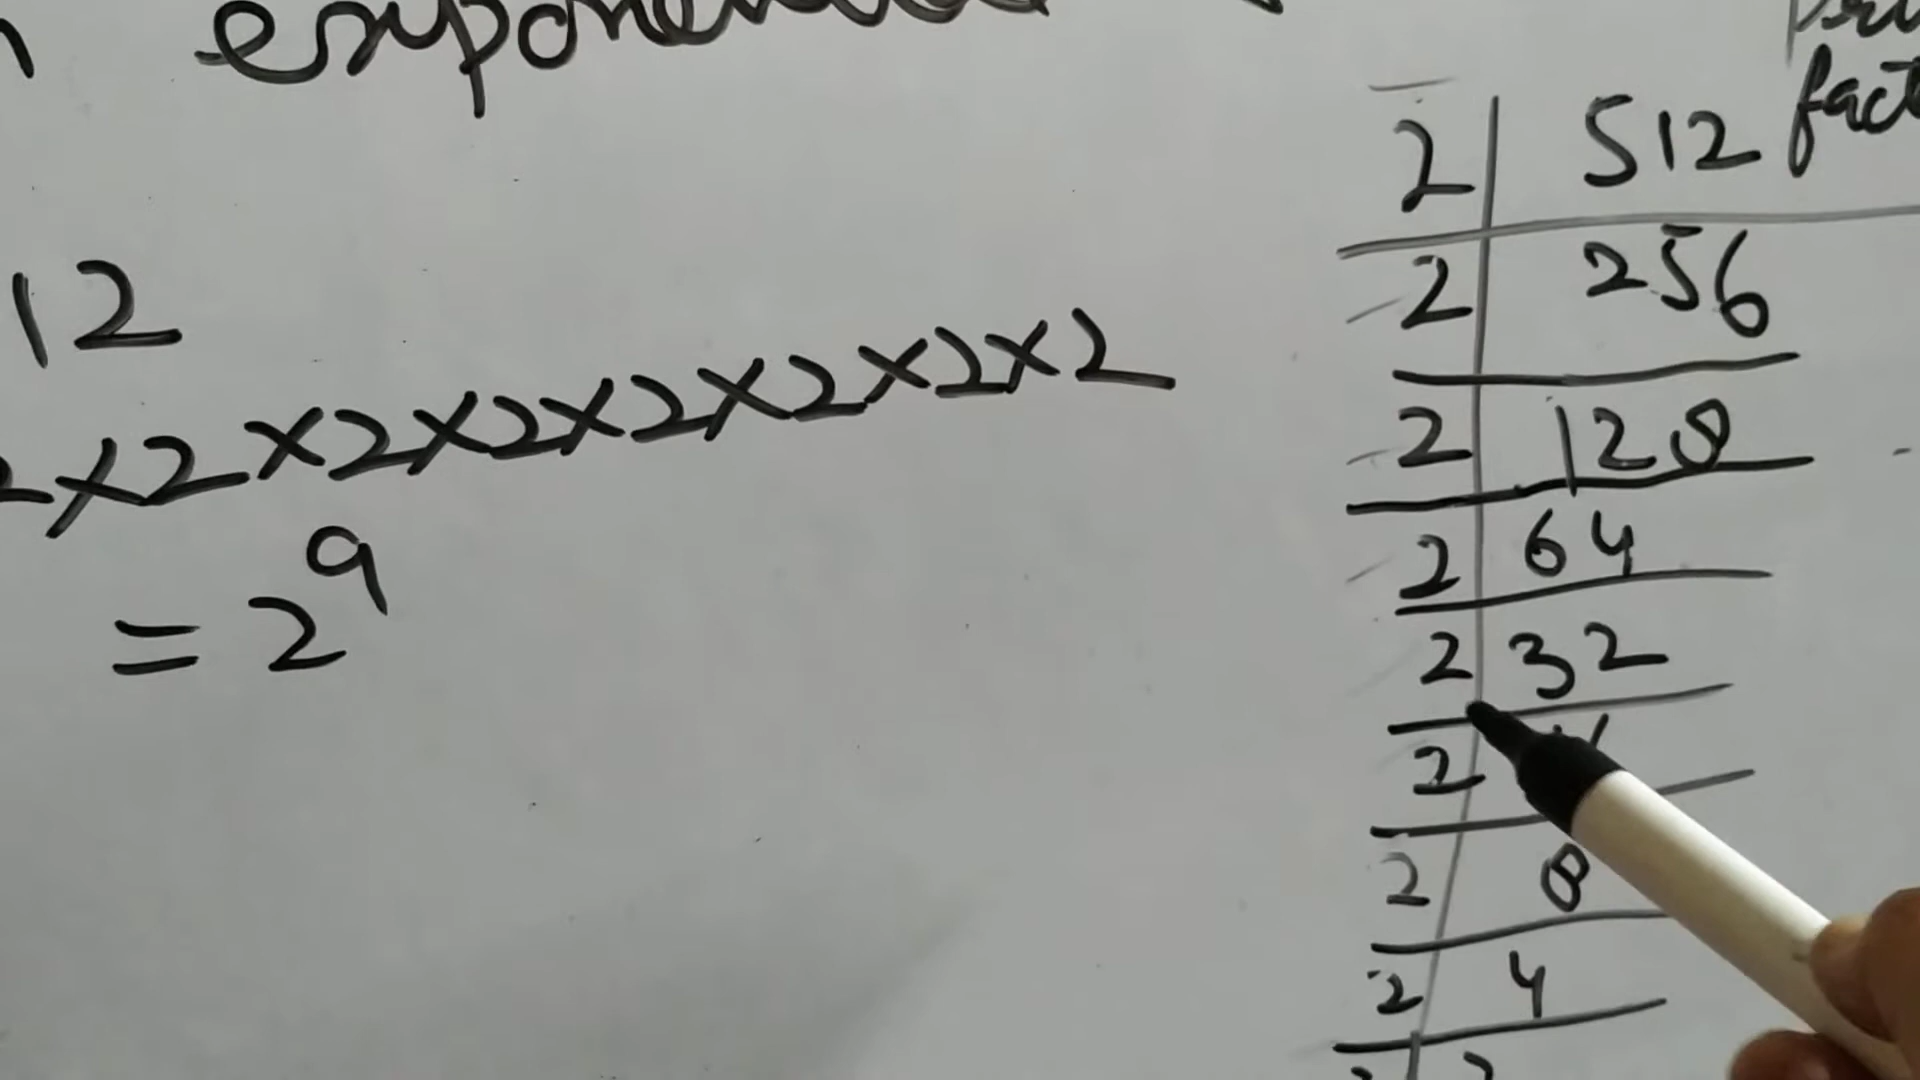 12
×2×2×2×2×2×2×2
= 2⁹
fact
2 | 512
2 | 256
2 | 128
2 | 64
2 | 32
2
2 | 8
2 | 4